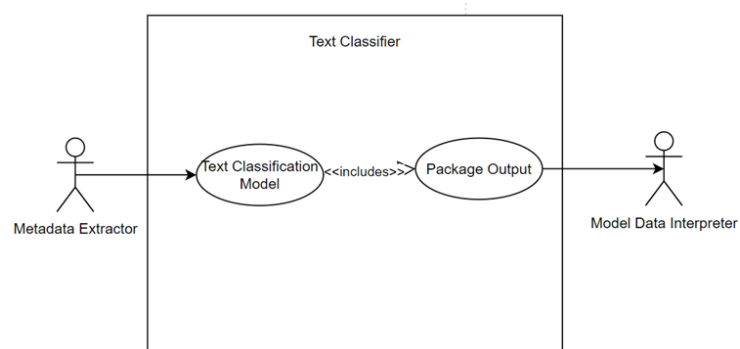 Text Classifier
Text Classification
Model
<<includes>>
Package Output
Metadata Extractor
Model Data Interpreter